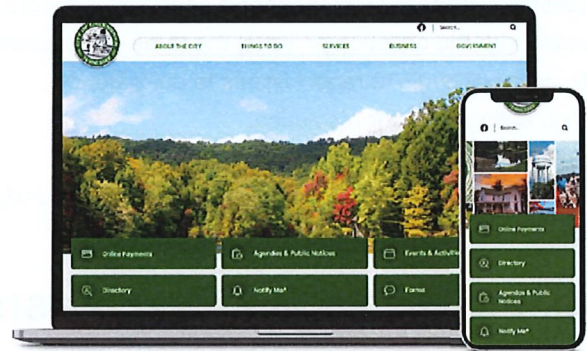 Search...
ABOUT THE CITY
THINGS TO DO
SERVICES
BUSINESS
GOVERNMENT
Online Payments
Agendas & Public Notices
Events & Activiti
Directory
Notify Me®
Forms
Search...
Online Payments
Directory
Agendas & Public
Notices
Notify Me®